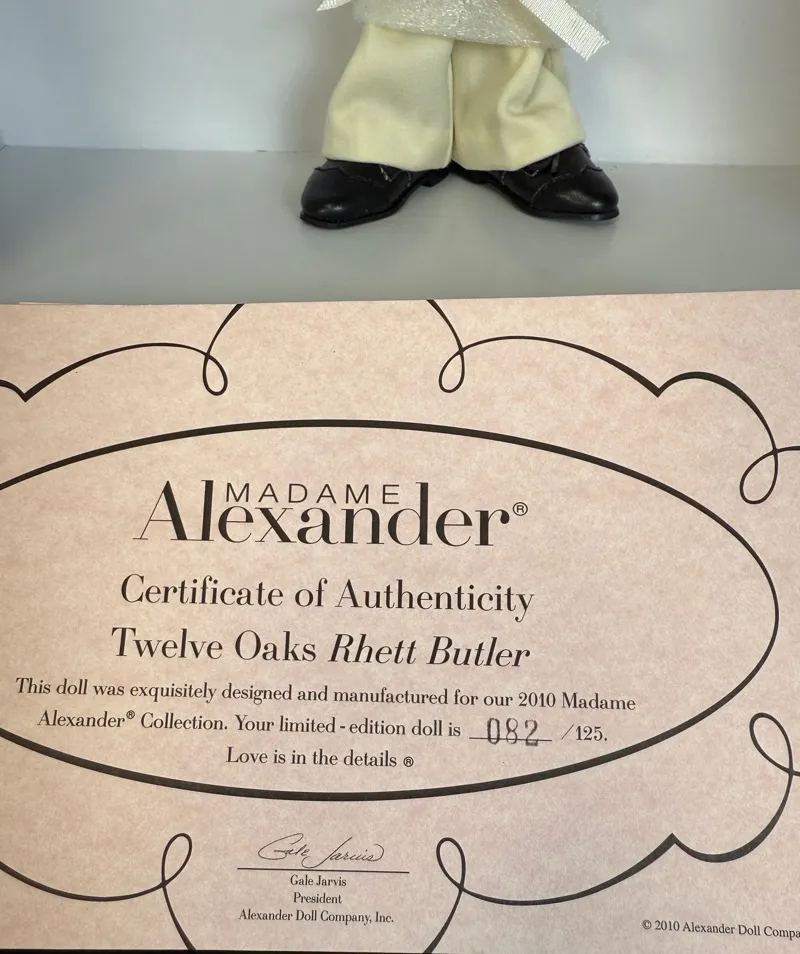 MADAME
Alexander®
Certificate of Authenticity
Twelve Oaks Rhett Butler
This doll was exquisitely designed and manufactured for our 2010 Madame
Alexander® Collection. Your limited-edition doll is 082 /125.
Love is in the details ®
Gale Jarvis
Gale Jarvis
President
Alexander Doll Company, Inc.
© 2010 Alexander Doll Compa